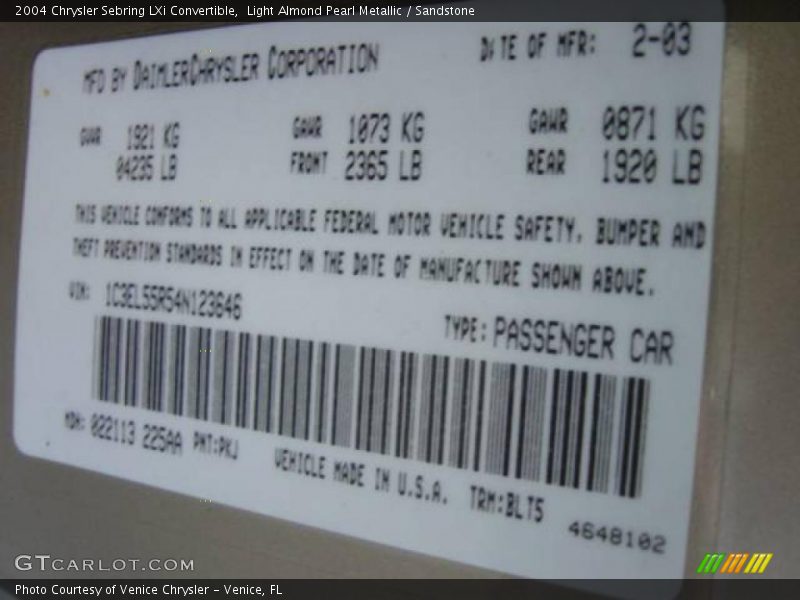 2004 Chrysler Sebring LXi Convertible,  Light Almond Pearl Metallic / Sandstone
MFD BY DAIMLERCHRYSLER CORPORATION DATE OF MFR: 2-03
GVWR 1921 KG GAWR 1073 KG GAWR 0871 KG
04235 LB FRONT 2365 LB REAR 1920 LB
THIS VEHICLE CONFORMS TO ALL APPLICABLE FEDERAL MOTOR VEHICLE SAFETY, BUMPER AND
THEFT PREVENTION STANDARDS IN EFFECT ON THE DATE OF MANUFACTURE SHOWN ABOVE.
VIN: 1C3EL55R54N123646 TYPE: PASSENGER CAR
MDH: 022113 225AA PNT:PKJ VEHICLE MADE IN U.S.A. TRM:BLT5
4648102
GTCARLOT.COM
Photo Courtesy of Venice Chrysler – Venice, FL